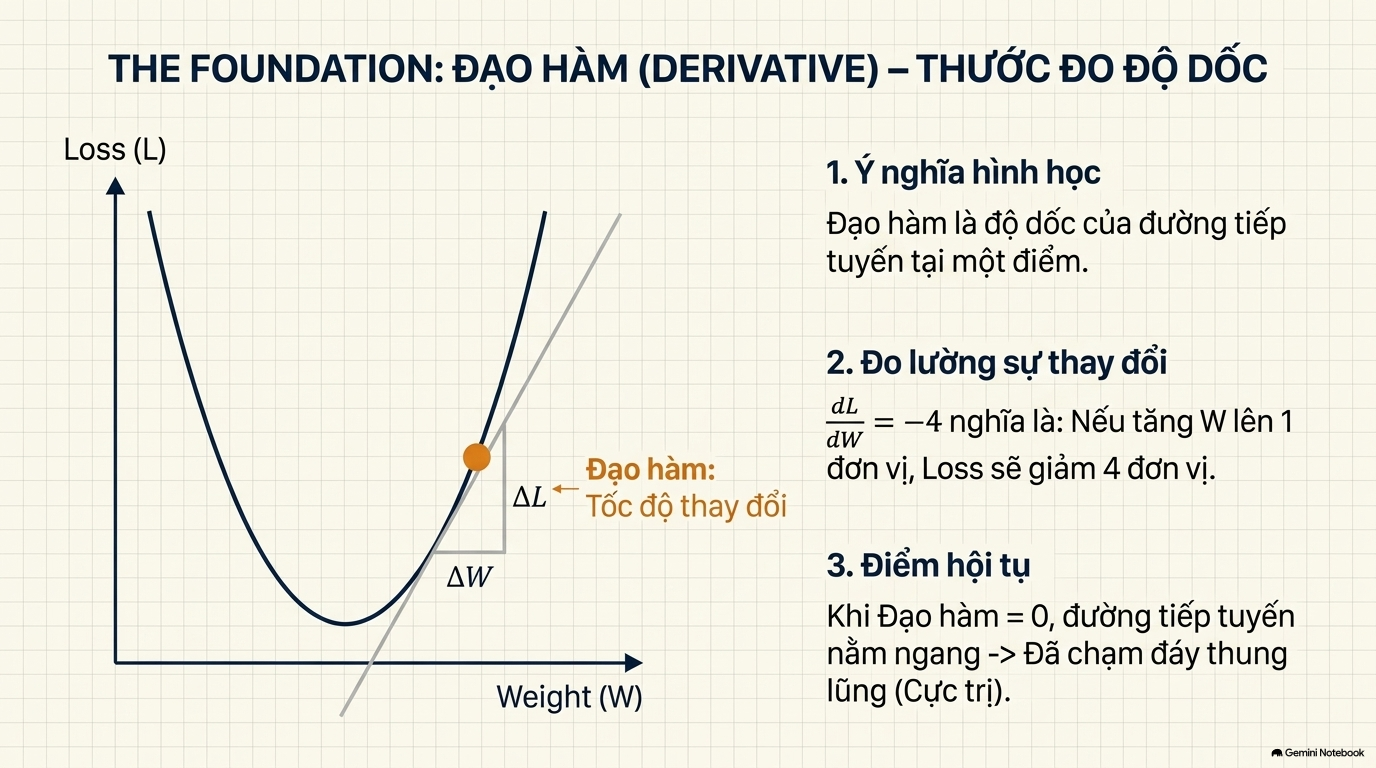 THE FOUNDATION: ĐẠO HÀM (DERIVATIVE) – THƯỚC ĐO ĐỘ DỐC
Loss (L)
ΔL
Đạo hàm:
Tốc độ thay đổi
ΔW
Weight (W)
1. Ý nghĩa hình học
Đạo hàm là độ dốc của đường tiếp
tuyến tại một điểm.
2. Đo lường sự thay đổi
dL/dW = −4 nghĩa là: Nếu tăng W lên 1
đơn vị, Loss sẽ giảm 4 đơn vị.
3. Điểm hội tụ
Khi Đạo hàm = 0, đường tiếp tuyến
nằm ngang -> Đã chạm đáy thung
lũng (Cực trị).
Gemini Notebook